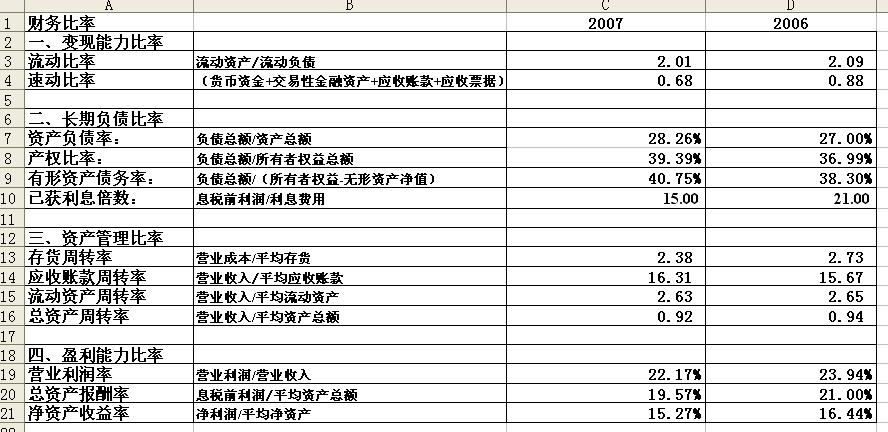 A B C D
1 财务比率 2007 2006
2 一、变现能力比率
3 流动比率 流动资产/流动负债 2.01 2.09
4 速动比率 （货币资金+交易性金融资产+应收账款+应收票据） 0.68 0.88
5
6 二、长期负债比率
7 资产负债率： 负债总额/资产总额 28.26% 27.00%
8 产权比率： 负债总额/所有者权益总额 39.39% 36.99%
9 有形资产债务率： 负债总额/（所有者权益-无形资产净值） 40.75% 38.30%
10 已获利息倍数： 息税前利润/利息费用 15.00 21.00
11
12 三、资产管理比率
13 存货周转率 营业成本/平均存货 2.38 2.73
14 应收账款周转率 营业收入/平均应收账款 16.31 15.67
15 流动资产周转率 营业收入/平均流动资产 2.63 2.65
16 总资产周转率 营业收入/平均资产总额 0.92 0.94
17
18 四、盈利能力比率
19 营业利润率 营业利润/营业收入 22.17% 23.94%
20 总资产报酬率 息税前利润/平均资产总额 19.57% 21.00%
21 净资产收益率 净利润/平均净资产 15.27% 16.44%